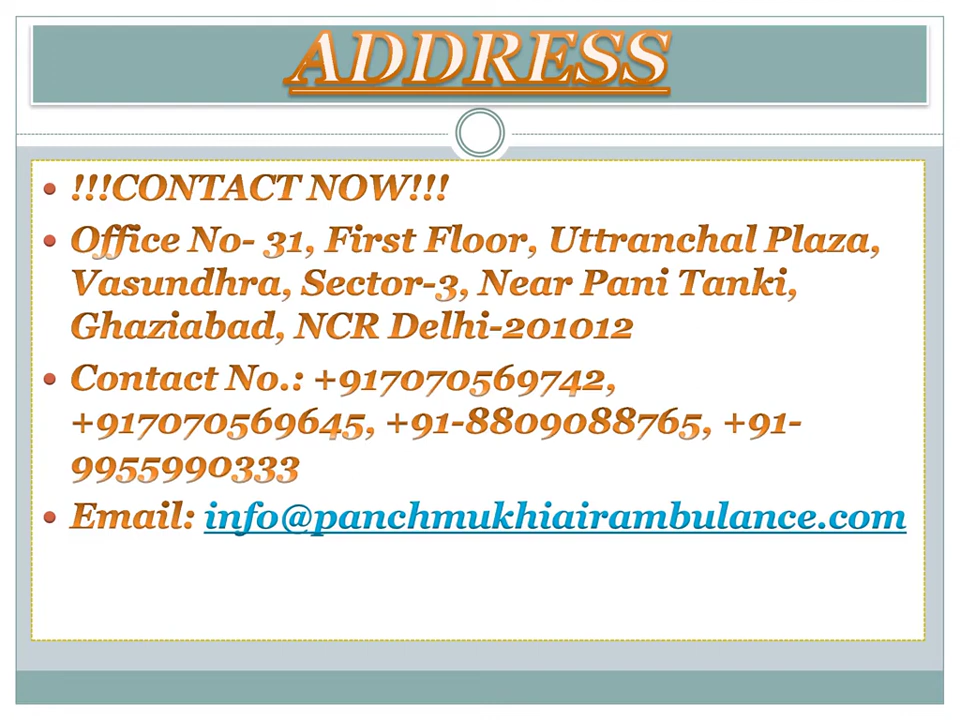 ADDRESS
• !!!CONTACT NOW!!!
• Office No- 31, First Floor, Uttranchal Plaza,
Vasundhra, Sector-3, Near Pani Tanki,
Ghaziabad, NCR Delhi-201012
• Contact No.: +917070569742,
+917070569645, +91-8809088765, +91-
9955990333
• Email: info@panchmukhiairambulance.com